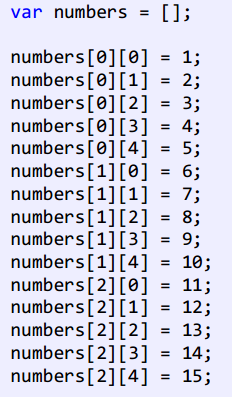 var numbers = [];
numbers[0][0] = 1;
numbers[0][1] = 2;
numbers[0][2] = 3;
numbers[0][3] = 4;
numbers[0][4] = 5;
numbers[1][0] = 6;
numbers[1][1] = 7;
numbers[1][2] = 8;
numbers[1][3] = 9;
numbers[1][4] = 10;
numbers[2][0] = 11;
numbers[2][1] = 12;
numbers[2][2] = 13;
numbers[2][3] = 14;
numbers[2][4] = 15;